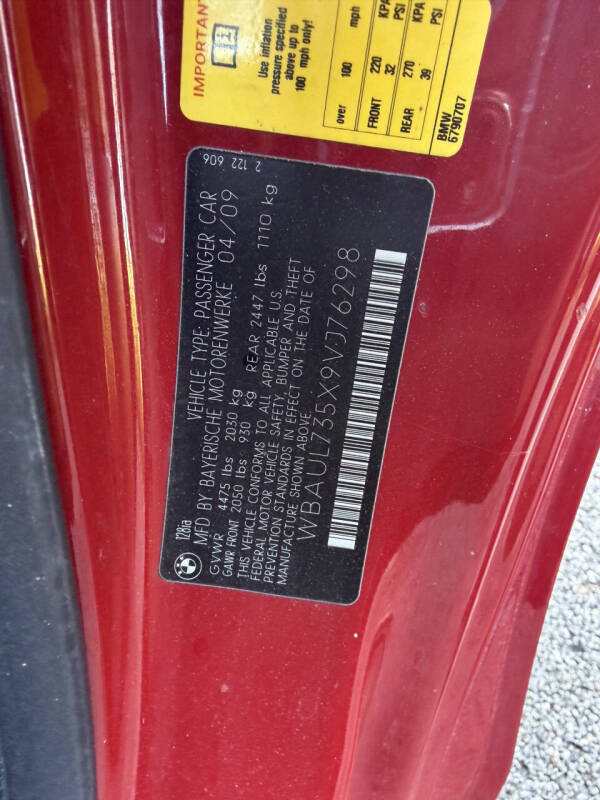 IMPORTANT
Use inflation
pressure specified
above up to
100 mph only!
mph
KPA
PSI
KPA
PSI
over
100
FRONT
220
32
REAR
270
39
BMW
6790707
2 122 606
VEHICLE TYPE: PASSENGER CAR
MFD BY BAYERISCHE MOTORENWERKE 04/09
128ia
GVWR 4475 lbs 2030 kg
GAWR FRONT 2050 lbs 930 kg REAR 2447 lbs 1110 kg
THIS VEHICLE CONFORMS TO ALL APPLICABLE U.S.
FEDERAL MOTOR VEHICLE SAFETY, BUMPER AND THEFT
PREVENTION STANDARDS IN EFFECT ON THE DATE OF
MANUFACTURE SHOWN ABOVE.
WBAUL735X9VJ76298